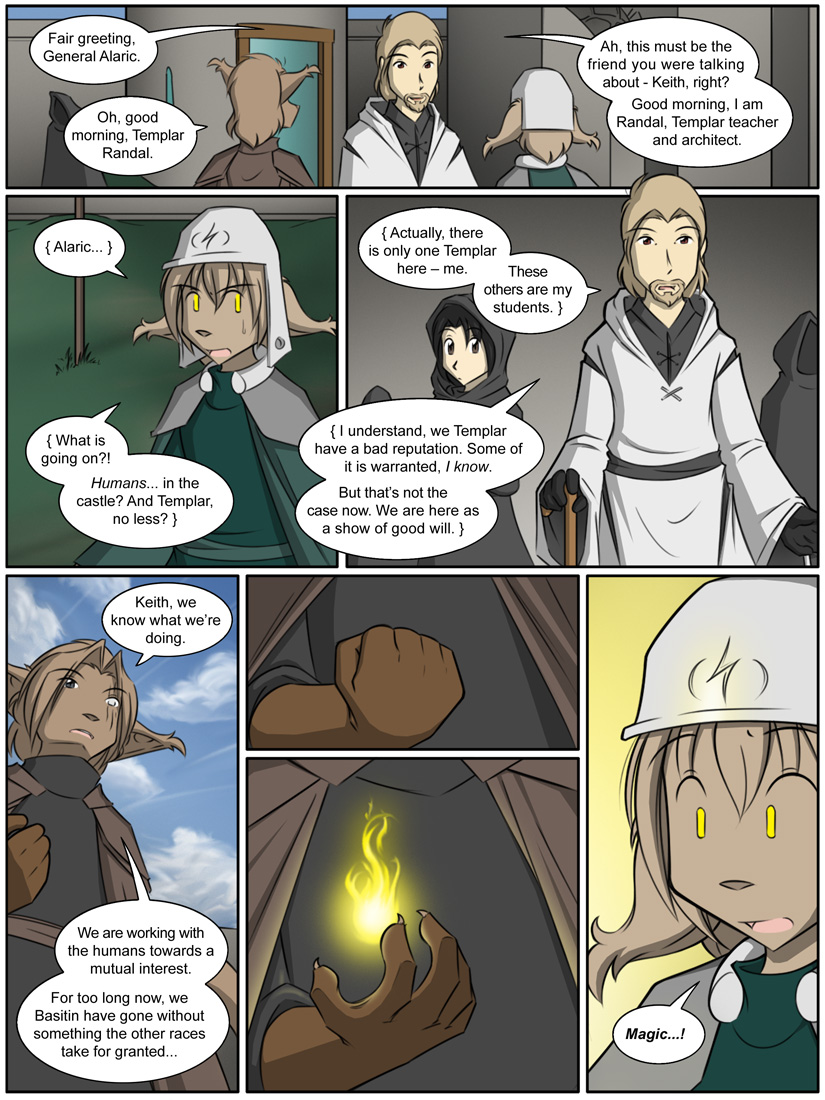 Fair greeting,
General Alaric.
Oh, good
morning, Templar
Randal.
Ah, this must be the
friend you were talking
about - Keith, right?
Good morning, I am
Randal, Templar teacher
and architect.
{ Alaric... }
{ What is
going on?!
Humans... in the
castle? And Templar,
no less? }
{ Actually, there
is only one Templar
here – me.
These
others are my
students. }
{ I understand, we Templar
have a bad reputation. Some of
it is warranted, I know.
But that's not the
case now. We are here as
a show of good will. }
Keith, we
know what we're
doing.
We are working with
the humans towards a
mutual interest.
For too long now, we
Basitin have gone without
something the other races
take for granted...
Magic...!